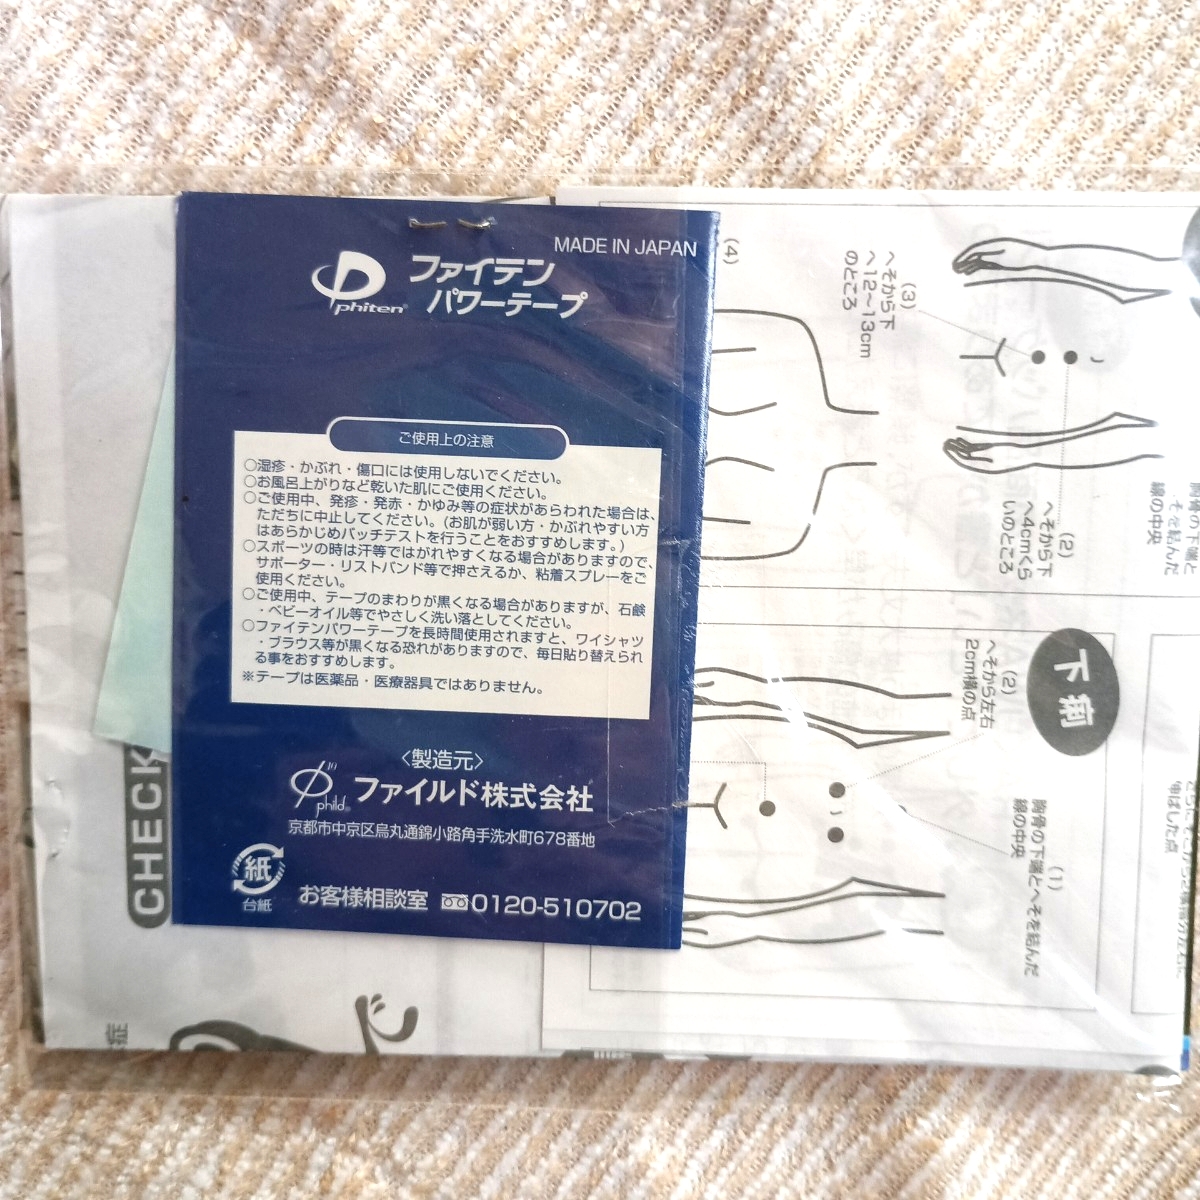 MADE IN JAPAN
phiten®
ファイテン
パワーテープ
ご使用上の注意
○湿疹・かぶれ・傷口には使用しないでください。
○お風呂上がりなど乾いた肌にご使用ください。
○ご使用中、発疹・発赤・かゆみ等の症状があらわれた場合は、
ただちに中止してください。(お肌が弱い方・かぶれやすい方
はあらかじめパッチテストを行うことをおすすめします。)
○スポーツの時は汗等ではがれやすくなる場合がありますので、
サポーター・リストバンド等で押さえるか、粘着スプレーをご
使用ください。
○ご使用中、テープのまわりが黒くなる場合がありますが、石鹸
・ベビーオイル等でやさしく洗い落としてください。
○ファイテンパワーテープを長時間使用されますと、ワイシャツ
・ブラウス等が黒くなる恐れがありますので、毎日貼り替えられ
る事をおすすめします。
※テープは医薬品・医療器具ではありません。
〈製造元〉
phild®
ファイルド株式会社
京都市中京区烏丸通錦小路角手洗水町678番地
紙
台紙
お客様相談室
0120-510702
(4)
(3)
へそから下
へ12〜13cm
のところ
(2)
へそから下
へ4cmくら
いのところ
胸骨の下端と
へそを結んだ
線の中央
下痢
(2)
へそから左右
2cm横の点
(1)
胸骨の下端とへそを結んだ
線の中央
伸ばした点
CHECK
症